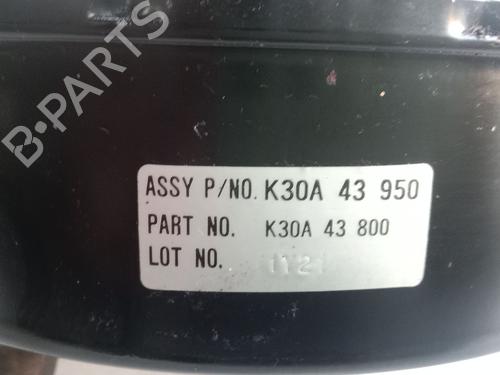 B-PARTS
ASSY P/NO. K30A 43 950
PART NO. K30A 43 800
LOT NO.